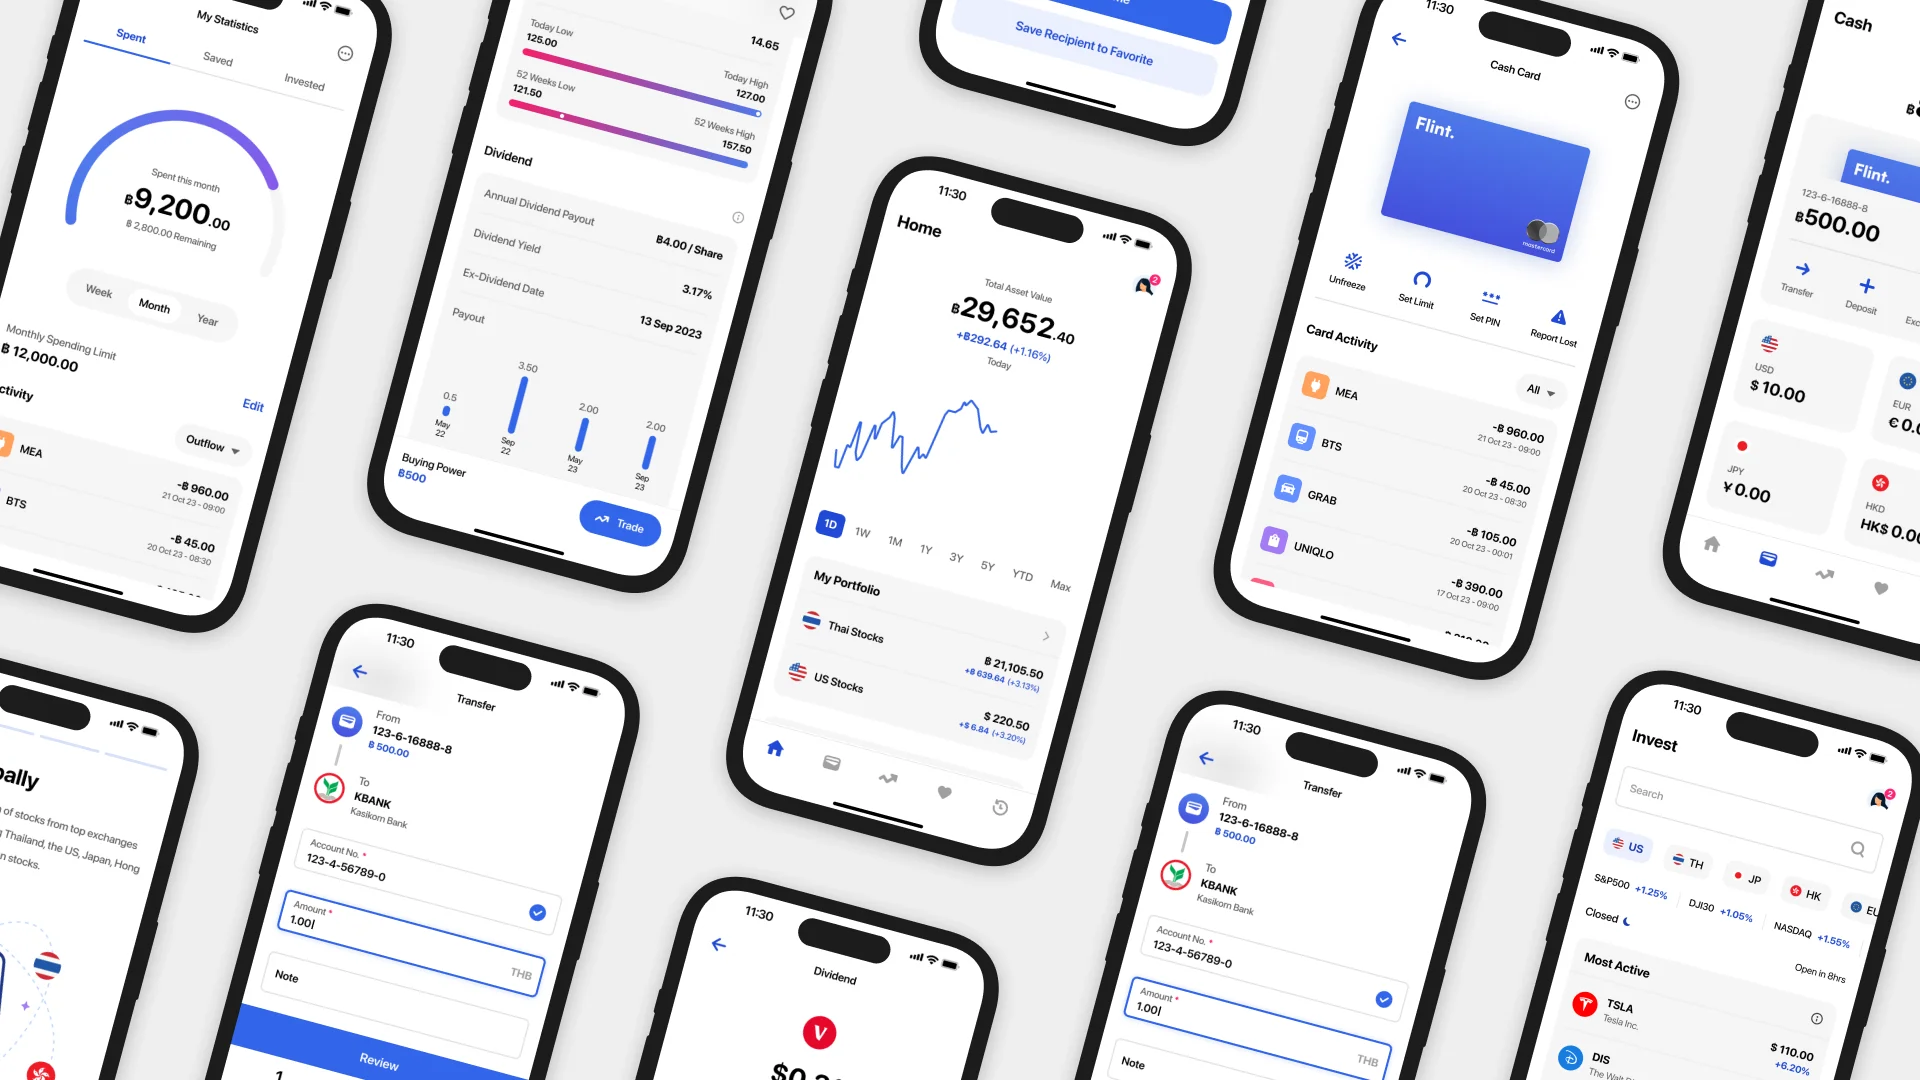 My Statistics
Spent
Saved
Invested
Spent this month
฿9,200.00
฿ 2,800.00 Remaining
Week
Month
Year
Monthly Spending Limit
฿ 12,000.00
Edit
Outflow
MEA
-฿ 960.00
21 Oct 23 - 09:00
BTS
-฿ 45.00
20 Oct 23 - 08:30
14.65
Today Low
125.00
Today High
127.00
52 Weeks Low
121.50
52 Weeks High
157.50
Dividend
Annual Dividend Payout
฿4.00 / Share
Dividend Yield
3.17%
Ex-Dividend Date
13 Sep 2023
Payout
0.5
3.50
2.00
2.00
May
22
Sep
22
May
23
Sep
23
Buying Power
฿500
Trade
Save Recipient to Favorite
11:30
Home
2
Total Asset Value
฿29,652.40
+฿292.64 (+1.16%)
Today
1D
1W
1M
1Y
3Y
5Y
YTD
Max
My Portfolio
Thai Stocks
฿ 21,105.50
+฿ 639.64 (+3.13%)
US Stocks
$ 220.50
+$ 6.84 (+3.20%)
11:30
Cash Card
Flint.
mastercard
Unfreeze
Set Limit
Set PIN
Report Lost
Card Activity
All
MEA
-฿ 960.00
21 Oct 23 - 09:00
BTS
-฿ 45.00
20 Oct 23 - 08:30
GRAB
-฿ 105.00
20 Oct 23 - 00:01
UNIQLO
-฿ 390.00
17 Oct 23 - 09:00
Cash
Flint.
123-6-16888-8
฿500.00
Transfer
Deposit
USD
$ 10.00
EUR
JPY
¥ 0.00
HKD
of stocks from top exchanges
Thailand, the US, Japan, Hong
stocks.
11:30
Transfer
From
123-6-16888-8
฿ 500.00
To
KBANK
Kasikorn Bank
Account No. *
123-4-56789-0
Amount *
1.00
THB
Note
Review
1
11:30
Dividend
V
11:30
Transfer
From
123-6-16888-8
฿ 500.00
To
KBANK
Kasikorn Bank
Account No. *
123-4-56789-0
Amount *
1.00
THB
Note
11:30
Invest
2
Search
US
TH
JP
HK
EU
S&P500 +1.25%
DJI30 +1.05%
NASDAQ +1.55%
Closed
Open in 8hrs
Most Active
TSLA
Tesla Inc.
$ 110.00
+6.20%
DIS
The Walt